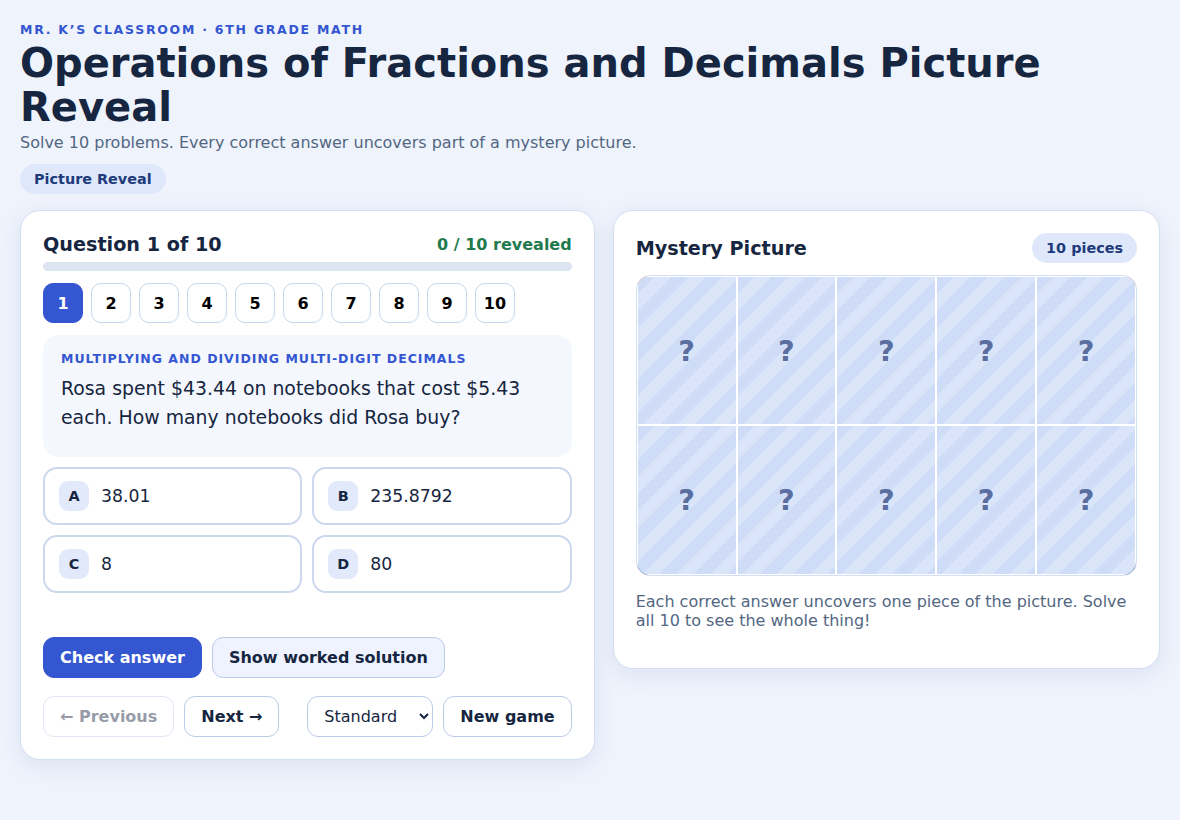 MR. K’S CLASSROOM · 6TH GRADE MATH
Operations of Fractions and Decimals Picture
Reveal
Solve 10 problems. Every correct answer uncovers part of a mystery picture.
Picture Reveal
Question 1 of 10
0 / 10 revealed
1 2 3 4 5 6 7 8 9 10
MULTIPLYING AND DIVIDING MULTI-DIGIT DECIMALS
Rosa spent $43.44 on notebooks that cost $5.43
each. How many notebooks did Rosa buy?
A 38.01
B 235.8792
C 8
D 80
Check answer
Show worked solution
← Previous
Next →
Standard
New game
Mystery Picture
10 pieces
? ? ? ? ?
? ? ? ? ?
Each correct answer uncovers one piece of the picture. Solve
all 10 to see the whole thing!